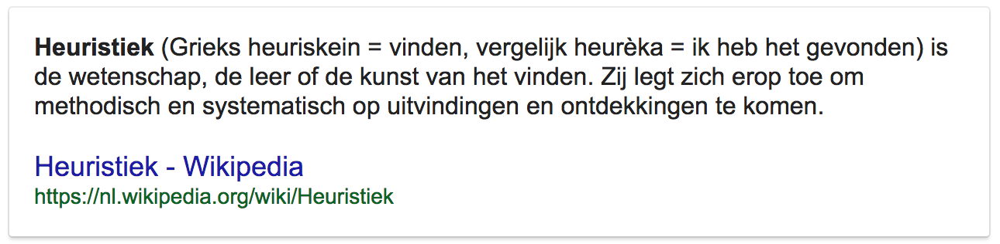 Heuristiek (Grieks heuriskein = vinden, vergelijk heurèka = ik heb het gevonden) is
de wetenschap, de leer of de kunst van het vinden. Zij legt zich erop toe om
methodisch en systematisch op uitvindingen en ontdekkingen te komen.
Heuristiek - Wikipedia
https://nl.wikipedia.org/wiki/Heuristiek